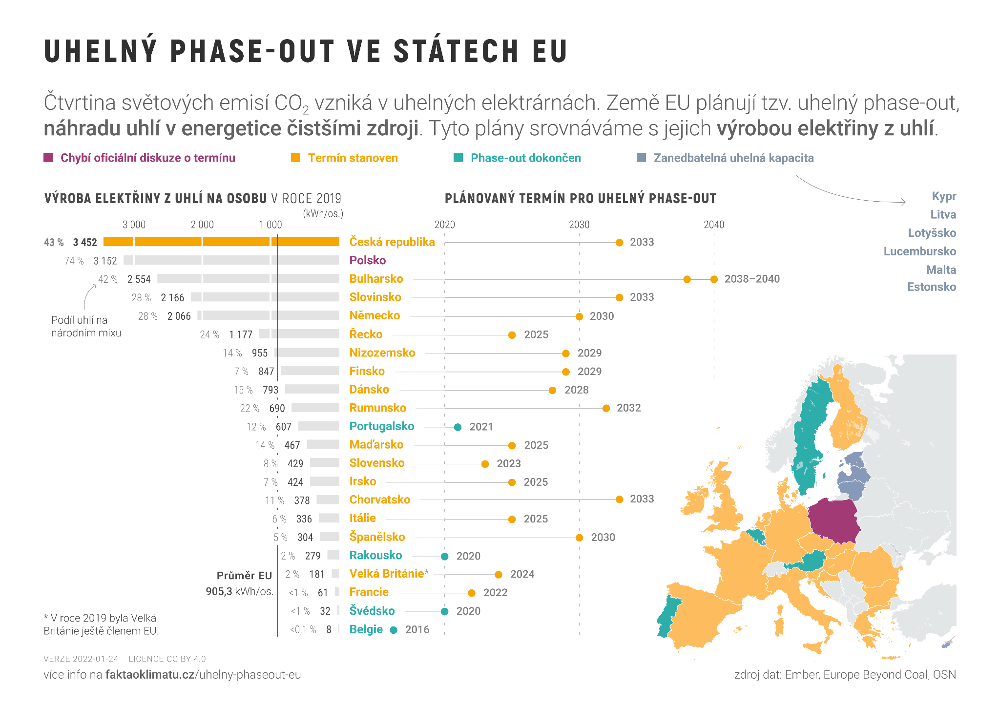 UHELNÝ PHASE-OUT VE STÁTECH EU
Čtvrtina světových emisí CO₂ vzniká v uhelných elektrárnách. Země EU plánují tzv. uhelný phase-out,
náhradu uhlí v energetice čistšími zdroji. Tyto plány srovnáváme s jejich výrobou elektřiny z uhlí.
Chybí oficiální diskuze o termínu
Termín stanoven
Phase-out dokončen
Zanedbatelná uhelná kapacita
Kypr
Litva
Lotyšsko
Lucembursko
Malta
Estonsko
VÝROBA ELEKTŘINY Z UHLÍ NA OSOBU V ROCE 2019
(kWh/os.)
3 000 2 000 1 000
PLÁNOVANÝ TERMÍN PRO UHELNÝ PHASE-OUT
2020 2030 2040
43 % 3 452 Česká republika 2033
74 % 3 152 Polsko
42 % 2 554 Bulharsko 2038–2040
28 % 2 166 Slovinsko 2033
28 % 2 066 Německo 2030
24 % 1 177 Řecko 2025
14 % 955 Nizozemsko 2029
7 % 847 Finsko 2029
15 % 793 Dánsko 2028
22 % 690 Rumunsko 2032
12 % 607 Portugalsko 2021
14 % 467 Maďarsko 2025
8 % 429 Slovensko 2023
7 % 424 Irsko 2025
11 % 378 Chorvatsko 2033
6 % 336 Itálie 2025
5 % 304 Španělsko 2030
2 % 279 Rakousko 2020
2 % 181 Velká Británie* 2024
<1 % 61 Francie 2022
<1 % 32 Švédsko 2020
<0,1 % 8 Belgie 2016
Podíl uhlí na
národním mixu
Průměr EU
905,3 kWh/os.
* V roce 2019 byla Velká
Británie ještě členem EU.
VERZE 2022-01-24 LICENCE CC BY 4.0
více info na faktaoklimatu.cz/uhelny-phaseout-eu
zdroj dat: Ember, Europe Beyond Coal, OSN